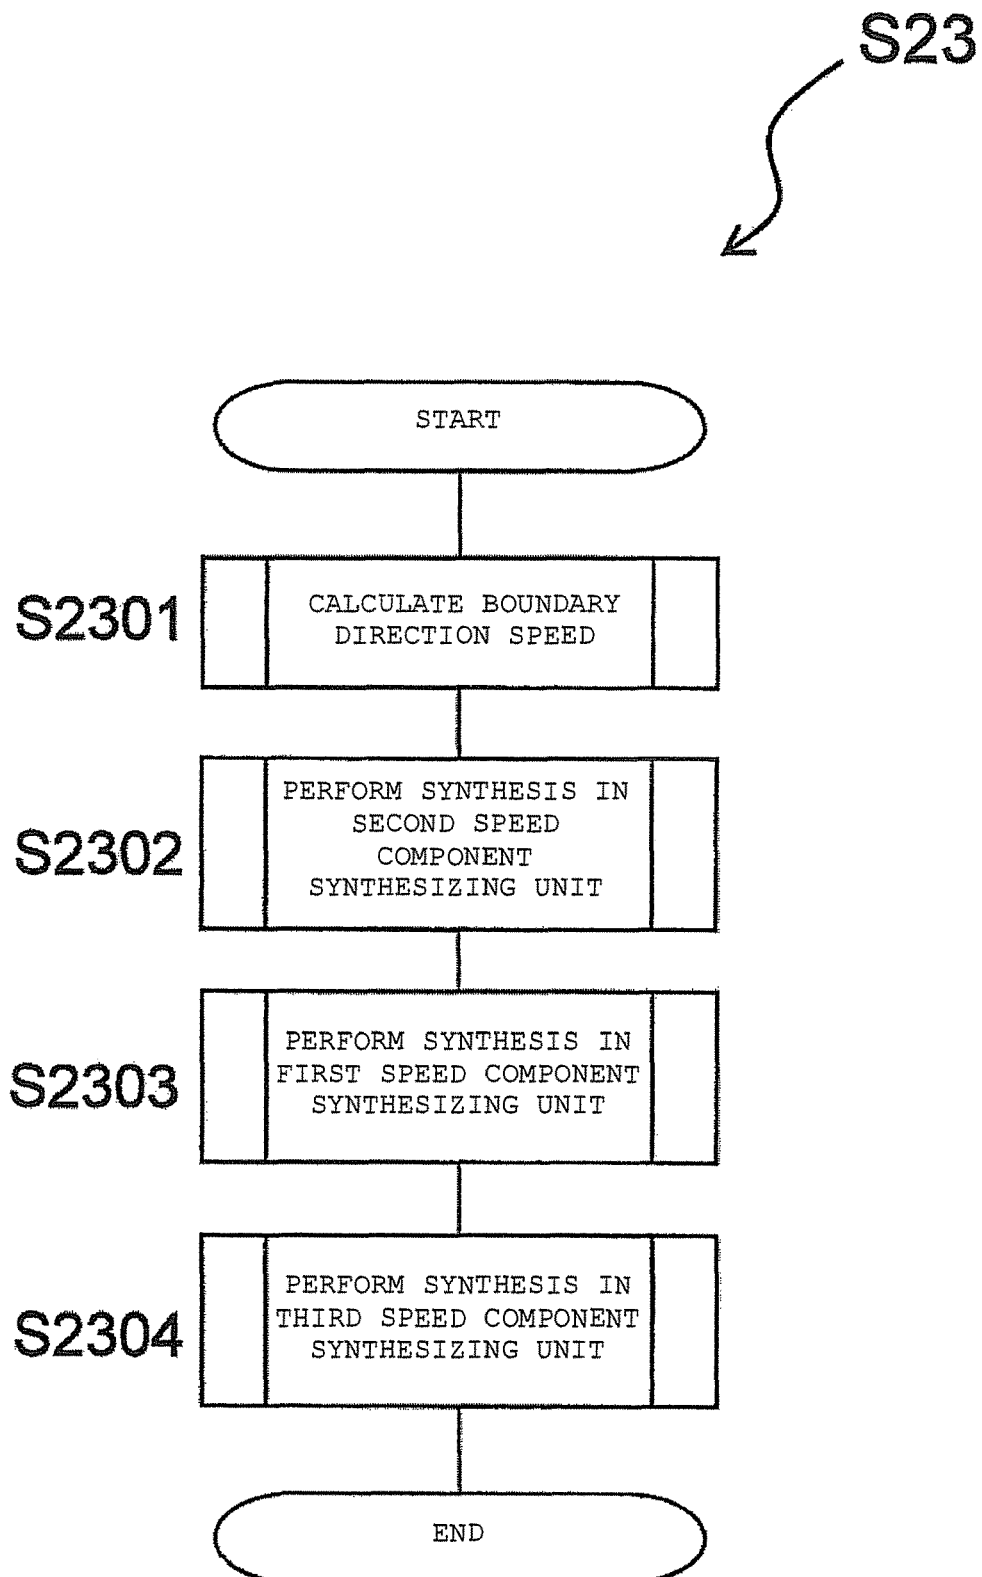 S23
START
S2301
CALCULATE BOUNDARY
DIRECTION SPEED
S2302
PERFORM SYNTHESIS IN
SECOND SPEED
COMPONENT
SYNTHESIZING UNIT
S2303
PERFORM SYNTHESIS IN
FIRST SPEED COMPONENT
SYNTHESIZING UNIT
S2304
PERFORM SYNTHESIS IN
THIRD SPEED COMPONENT
SYNTHESIZING UNIT
END